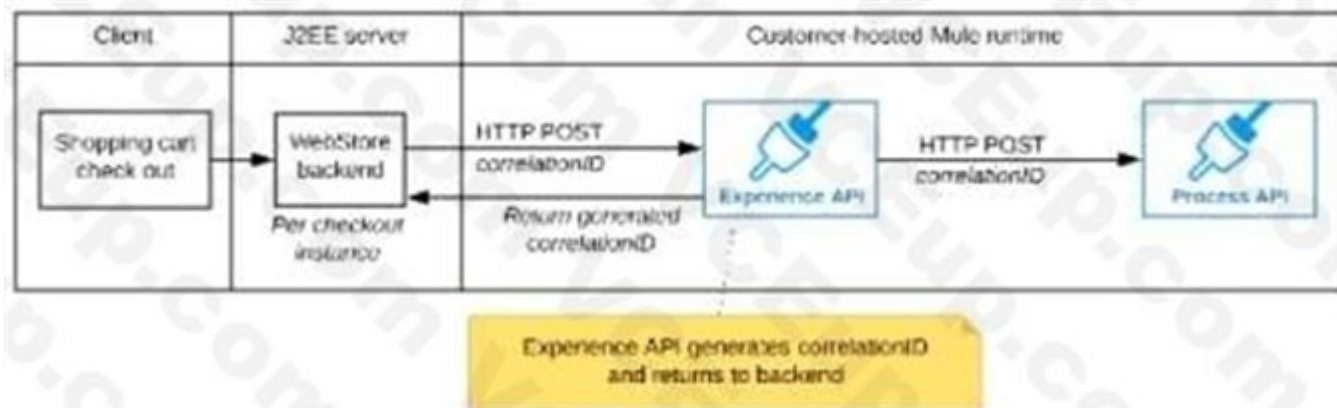 Client
J2EE server
Customer-hosted Mule runtime
Shopping cart
check out
WebStore
backend
Per checkout
instance
HTTP POST
correlationID
Return generated
correlationID
Experience API
HTTP POST
correlationID
Process API
Experience API generates correlationID
and returns to backend